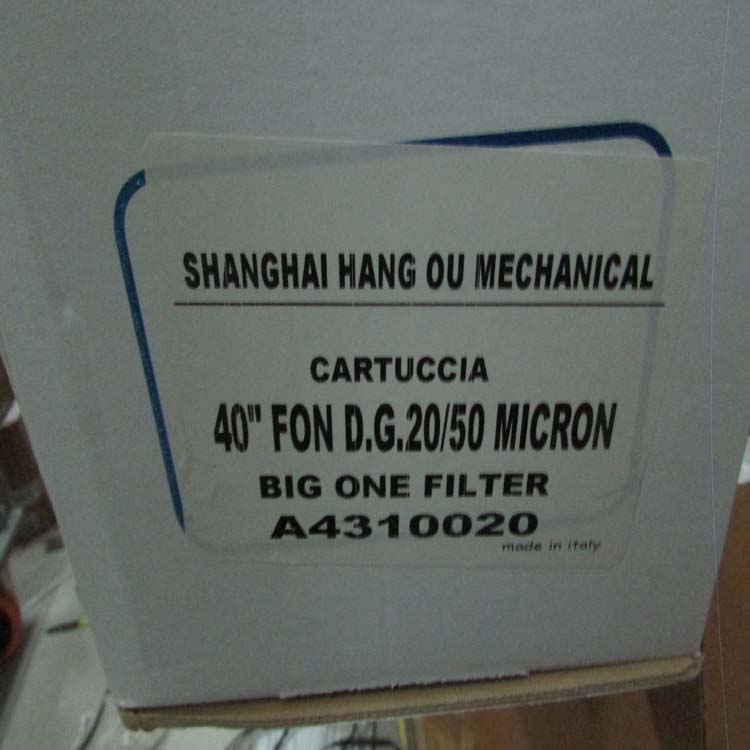 SHANGHAI HANG OU MECHANICAL
CARTUCCIA
40" FON D.G.20/50 MICRON
BIG ONE FILTER
A4310020
made in italy